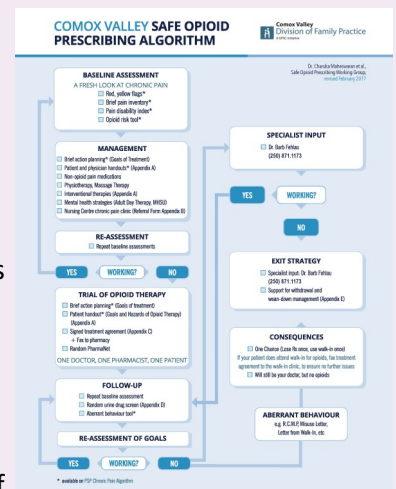 COMOX VALLEY SAFE OPIOID
PRESCRIBING ALGORITHM
Comox Valley
Division of Family Practice
A GPSC initiative
Dr. Chandra Maheswaran et al.,
Safe Opioid Prescribing Working Group,
revised February 2017
BASELINE ASSESSMENT
A FRESH LOOK AT CHRONIC PAIN
Red, yellow flags*
Brief pain inventory*
Pain disability index*
Opioid risk tool*
MANAGEMENT
Brief action planning* (Goals of Treatment)
Patient and physician handouts* (Appendix A)
Non-opioid pain medications
Physiotherapy, Massage Therapy
Interventional therapies (Appendix A)
Mental health strategies (Adult Day Therapy, MHSU)
Nursing Centre chronic pain clinic (Referral Form Appendix B)
RE-ASSESSMENT
Repeat baseline assessments
YES
WORKING?
NO
TRIAL OF OPIOID THERAPY
Brief action planning* (Goals of treatment)
Patient handout* (Goals and Hazards of Opioid Therapy)
(Appendix A)
Signed treatment agreement (Appendix C)
+ Fax to pharmacy
Random PharmaNet
ONE DOCTOR, ONE PHARMACIST, ONE PATIENT
FOLLOW-UP
Repeat baseline assessment
Random urine drug screen (Appendix D)
Aberrant behaviour tool*
RE-ASSESSMENT OF GOALS
YES
WORKING?
NO
* available on PSP Chronic Pain Algorithm
SPECIALIST INPUT
Dr. Barb Fehlau
(250) 871.1173
YES
WORKING?
NO
EXIT STRATEGY
Specialist input: Dr. Barb Fehlau
(250) 871.1173
Support for withdrawal and
wean-down management (Appendix E)
CONSEQUENCES
One Chance (Lose Rx once, use walk-in once)
If your patient does attend walk-in for opioids, fax treatment
agreement to the walk-in clinic, to ensure no further issues
Will still be your doctor, but no opioids
ABERRANT BEHAVIOUR
e.g. R.C.M.P, Misuse Letter,
Letter from Walk-In, etc
s
f